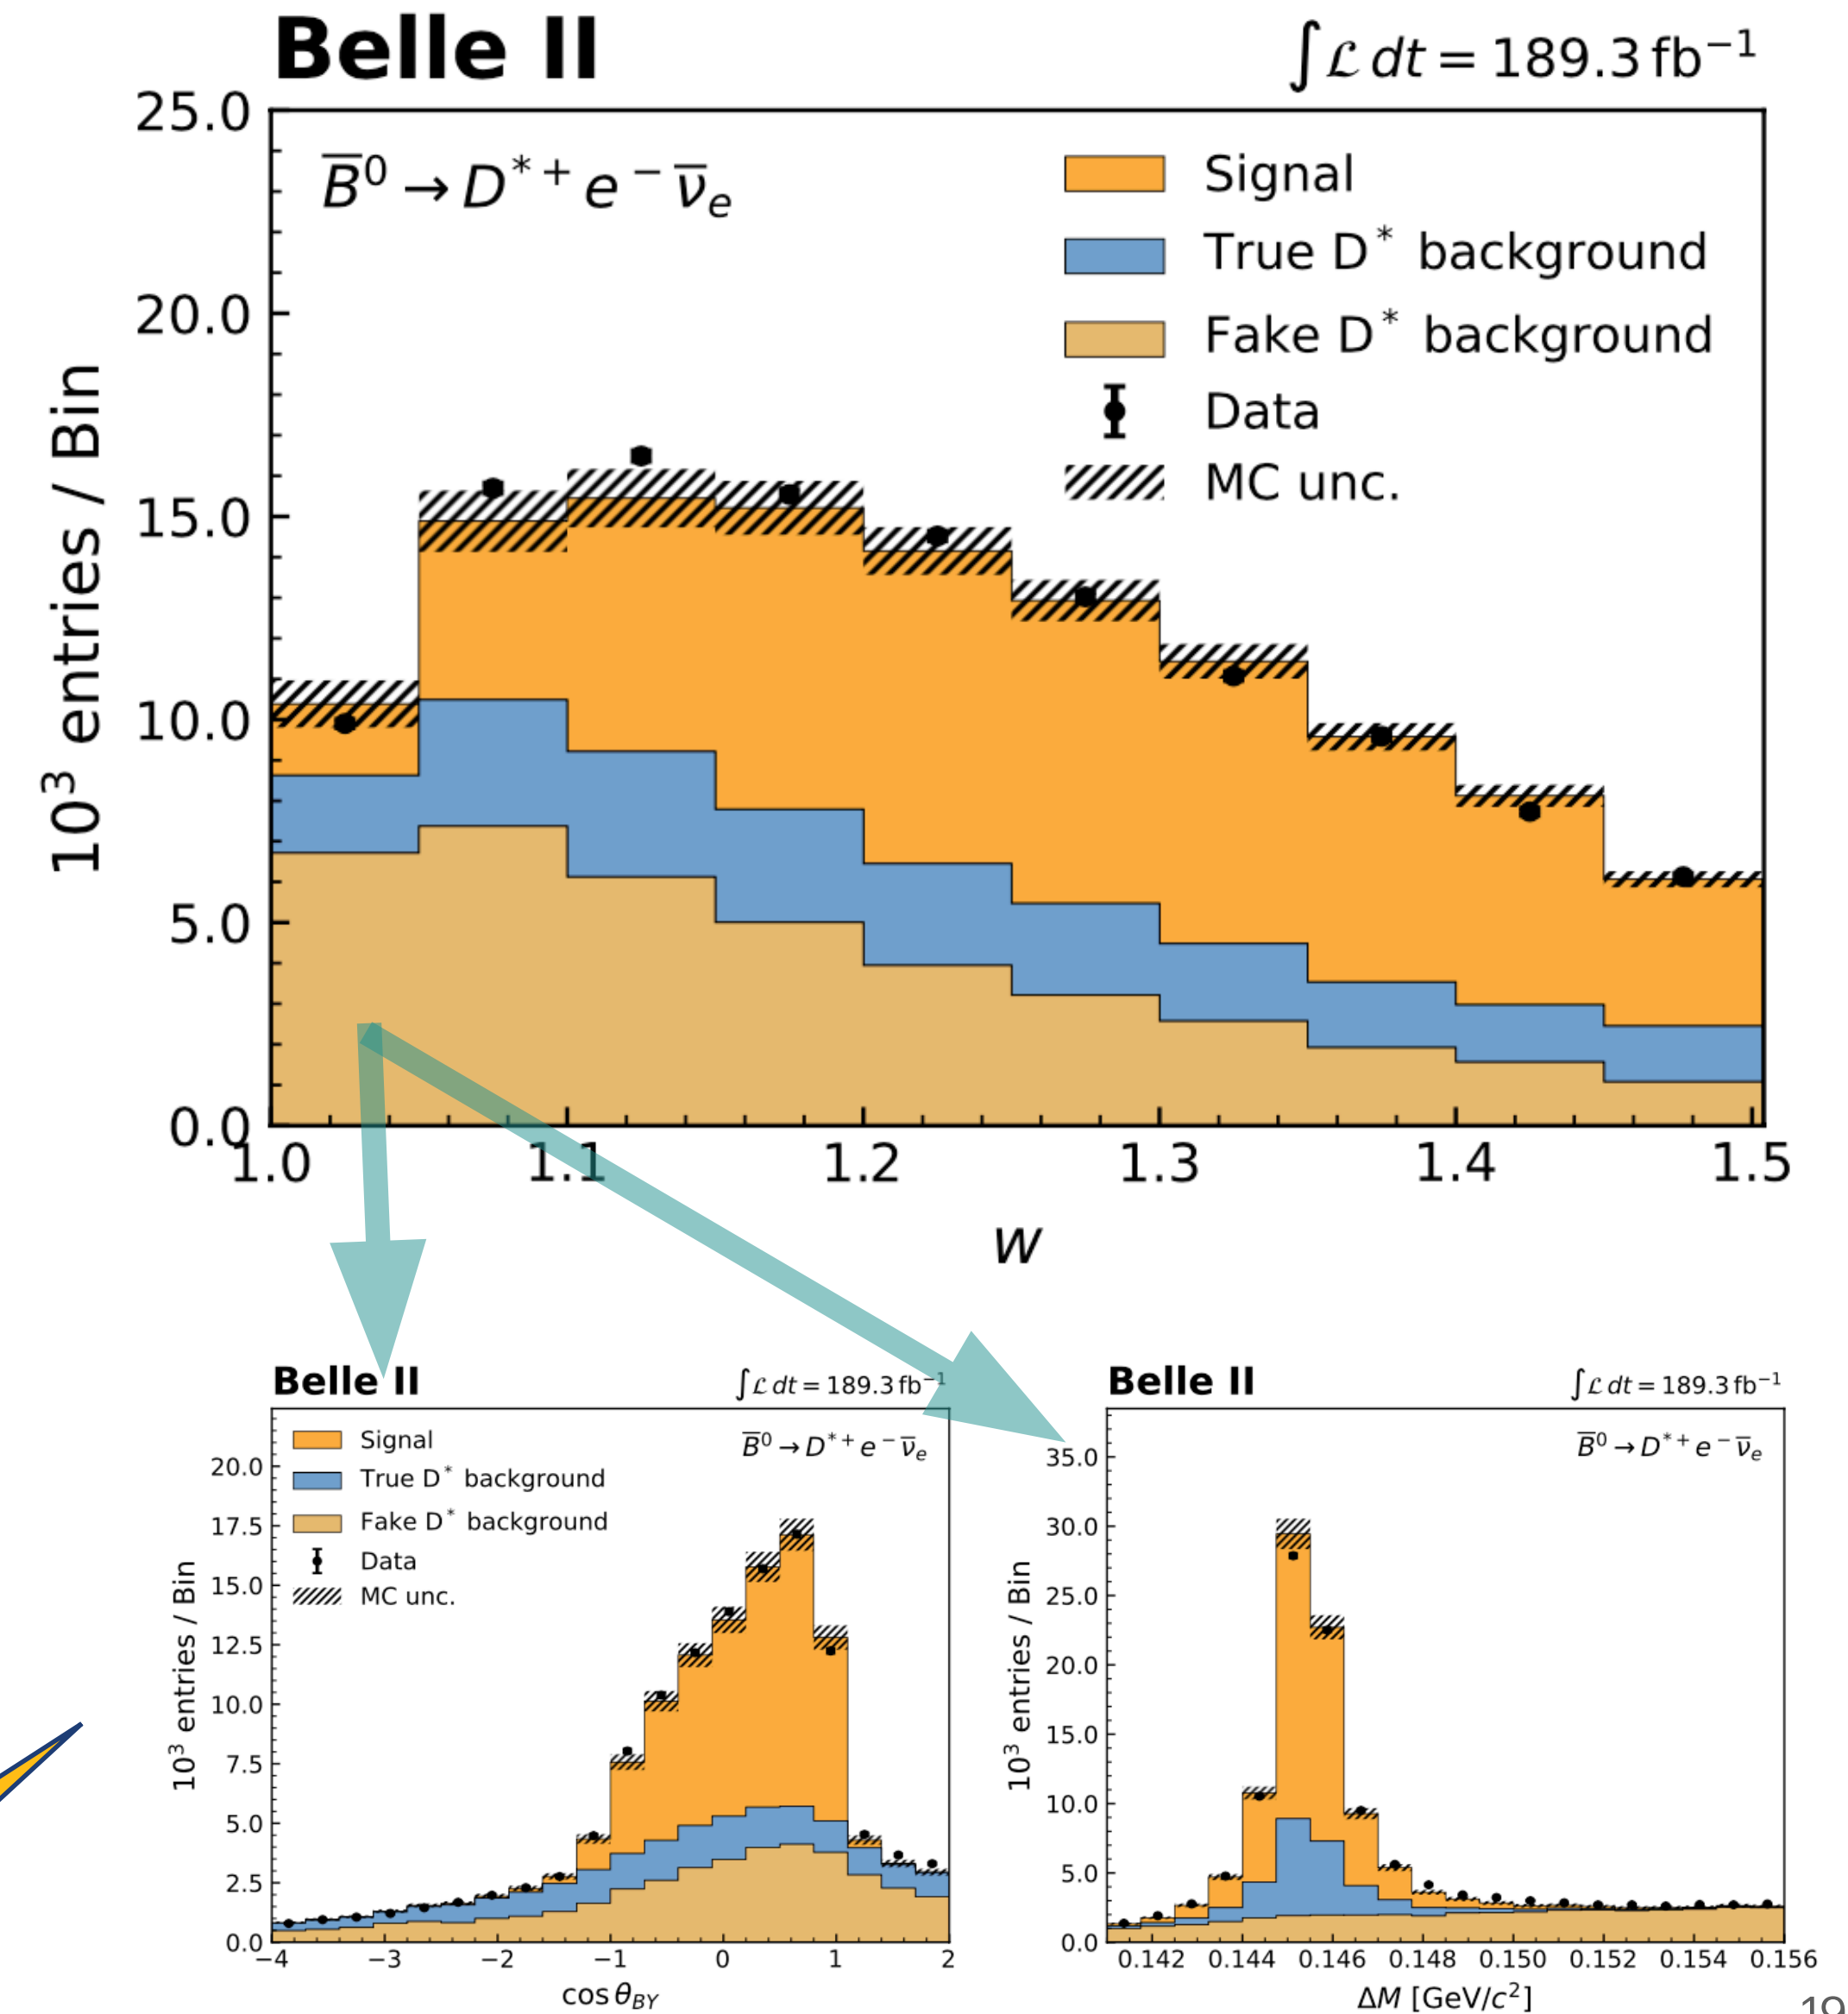 Belle II
∫ℒ dt = 189.3 fb⁻¹
25.0
20.0
15.0
10.0
5.0
0.0
10³ entries / Bin
B̅⁰ → D*⁺ e⁻ ν̅ₑ
Signal
True D* background
Fake D* background
Data
MC unc.
1.0 1.1 1.2 1.3 1.4 1.5
w
Belle II
∫ℒ dt = 189.3 fb⁻¹
B̅⁰ → D*⁺ e⁻ ν̅ₑ
Signal
True D* background
Fake D* background
Data
MC unc.
20.0
17.5
15.0
12.5
10.0
7.5
5.0
2.5
0.0
10³ entries / Bin
−4 −3 −2 −1 0 1 2
cos θ_BY
Belle II
∫ℒ dt = 189.3 fb⁻¹
B̅⁰ → D*⁺ e⁻ ν̅ₑ
35.0
30.0
25.0
20.0
15.0
10.0
5.0
0.0
10³ entries / Bin
0.142 0.144 0.146 0.148 0.150 0.152 0.154 0.156
ΔM [GeV/c²]